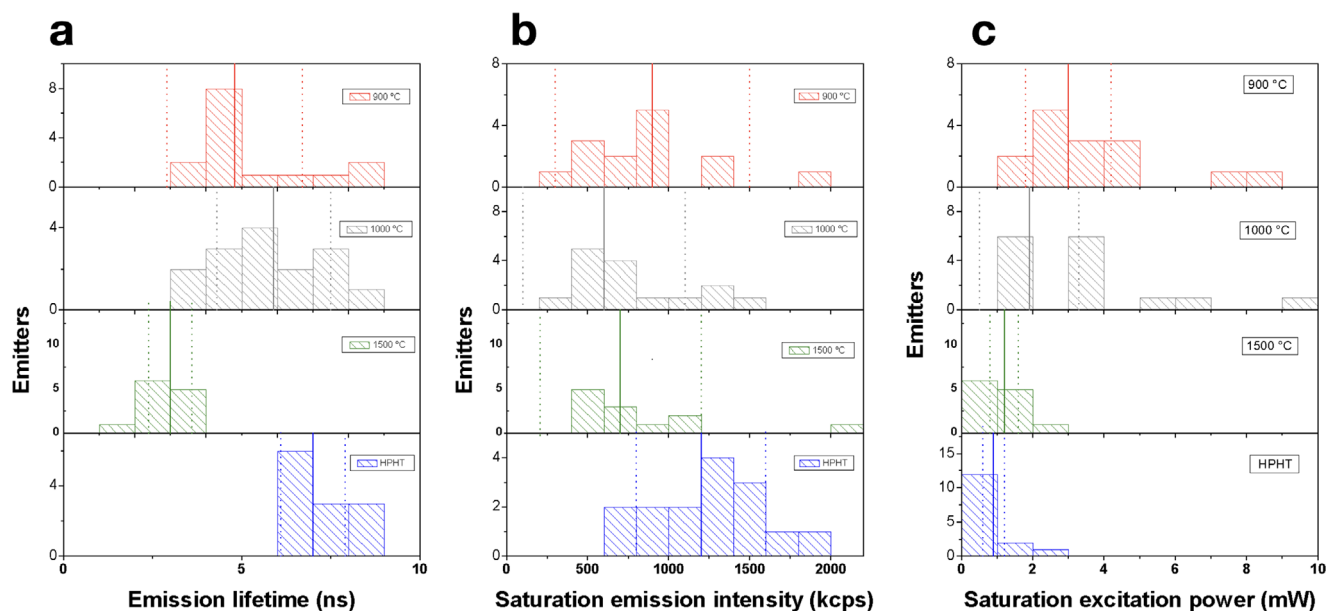 a
b
c
8
4
0
900 °C
4
0
1000 °C
10
5
0
1500 °C
4
0
HPHT
Emitters
0
5
10
Emission lifetime (ns)
8
4
0
900 °C
4
0
1000 °C
10
5
0
1500 °C
4
2
0
HPHT
0
500
1000
1500
2000
Saturation emission intensity (kcps)
8
4
0
900 °C
8
4
0
1000 °C
10
5
0
1500 °C
15
10
5
0
HPHT
Emitters
0
2
4
6
8
10
Saturation excitation power (mW)